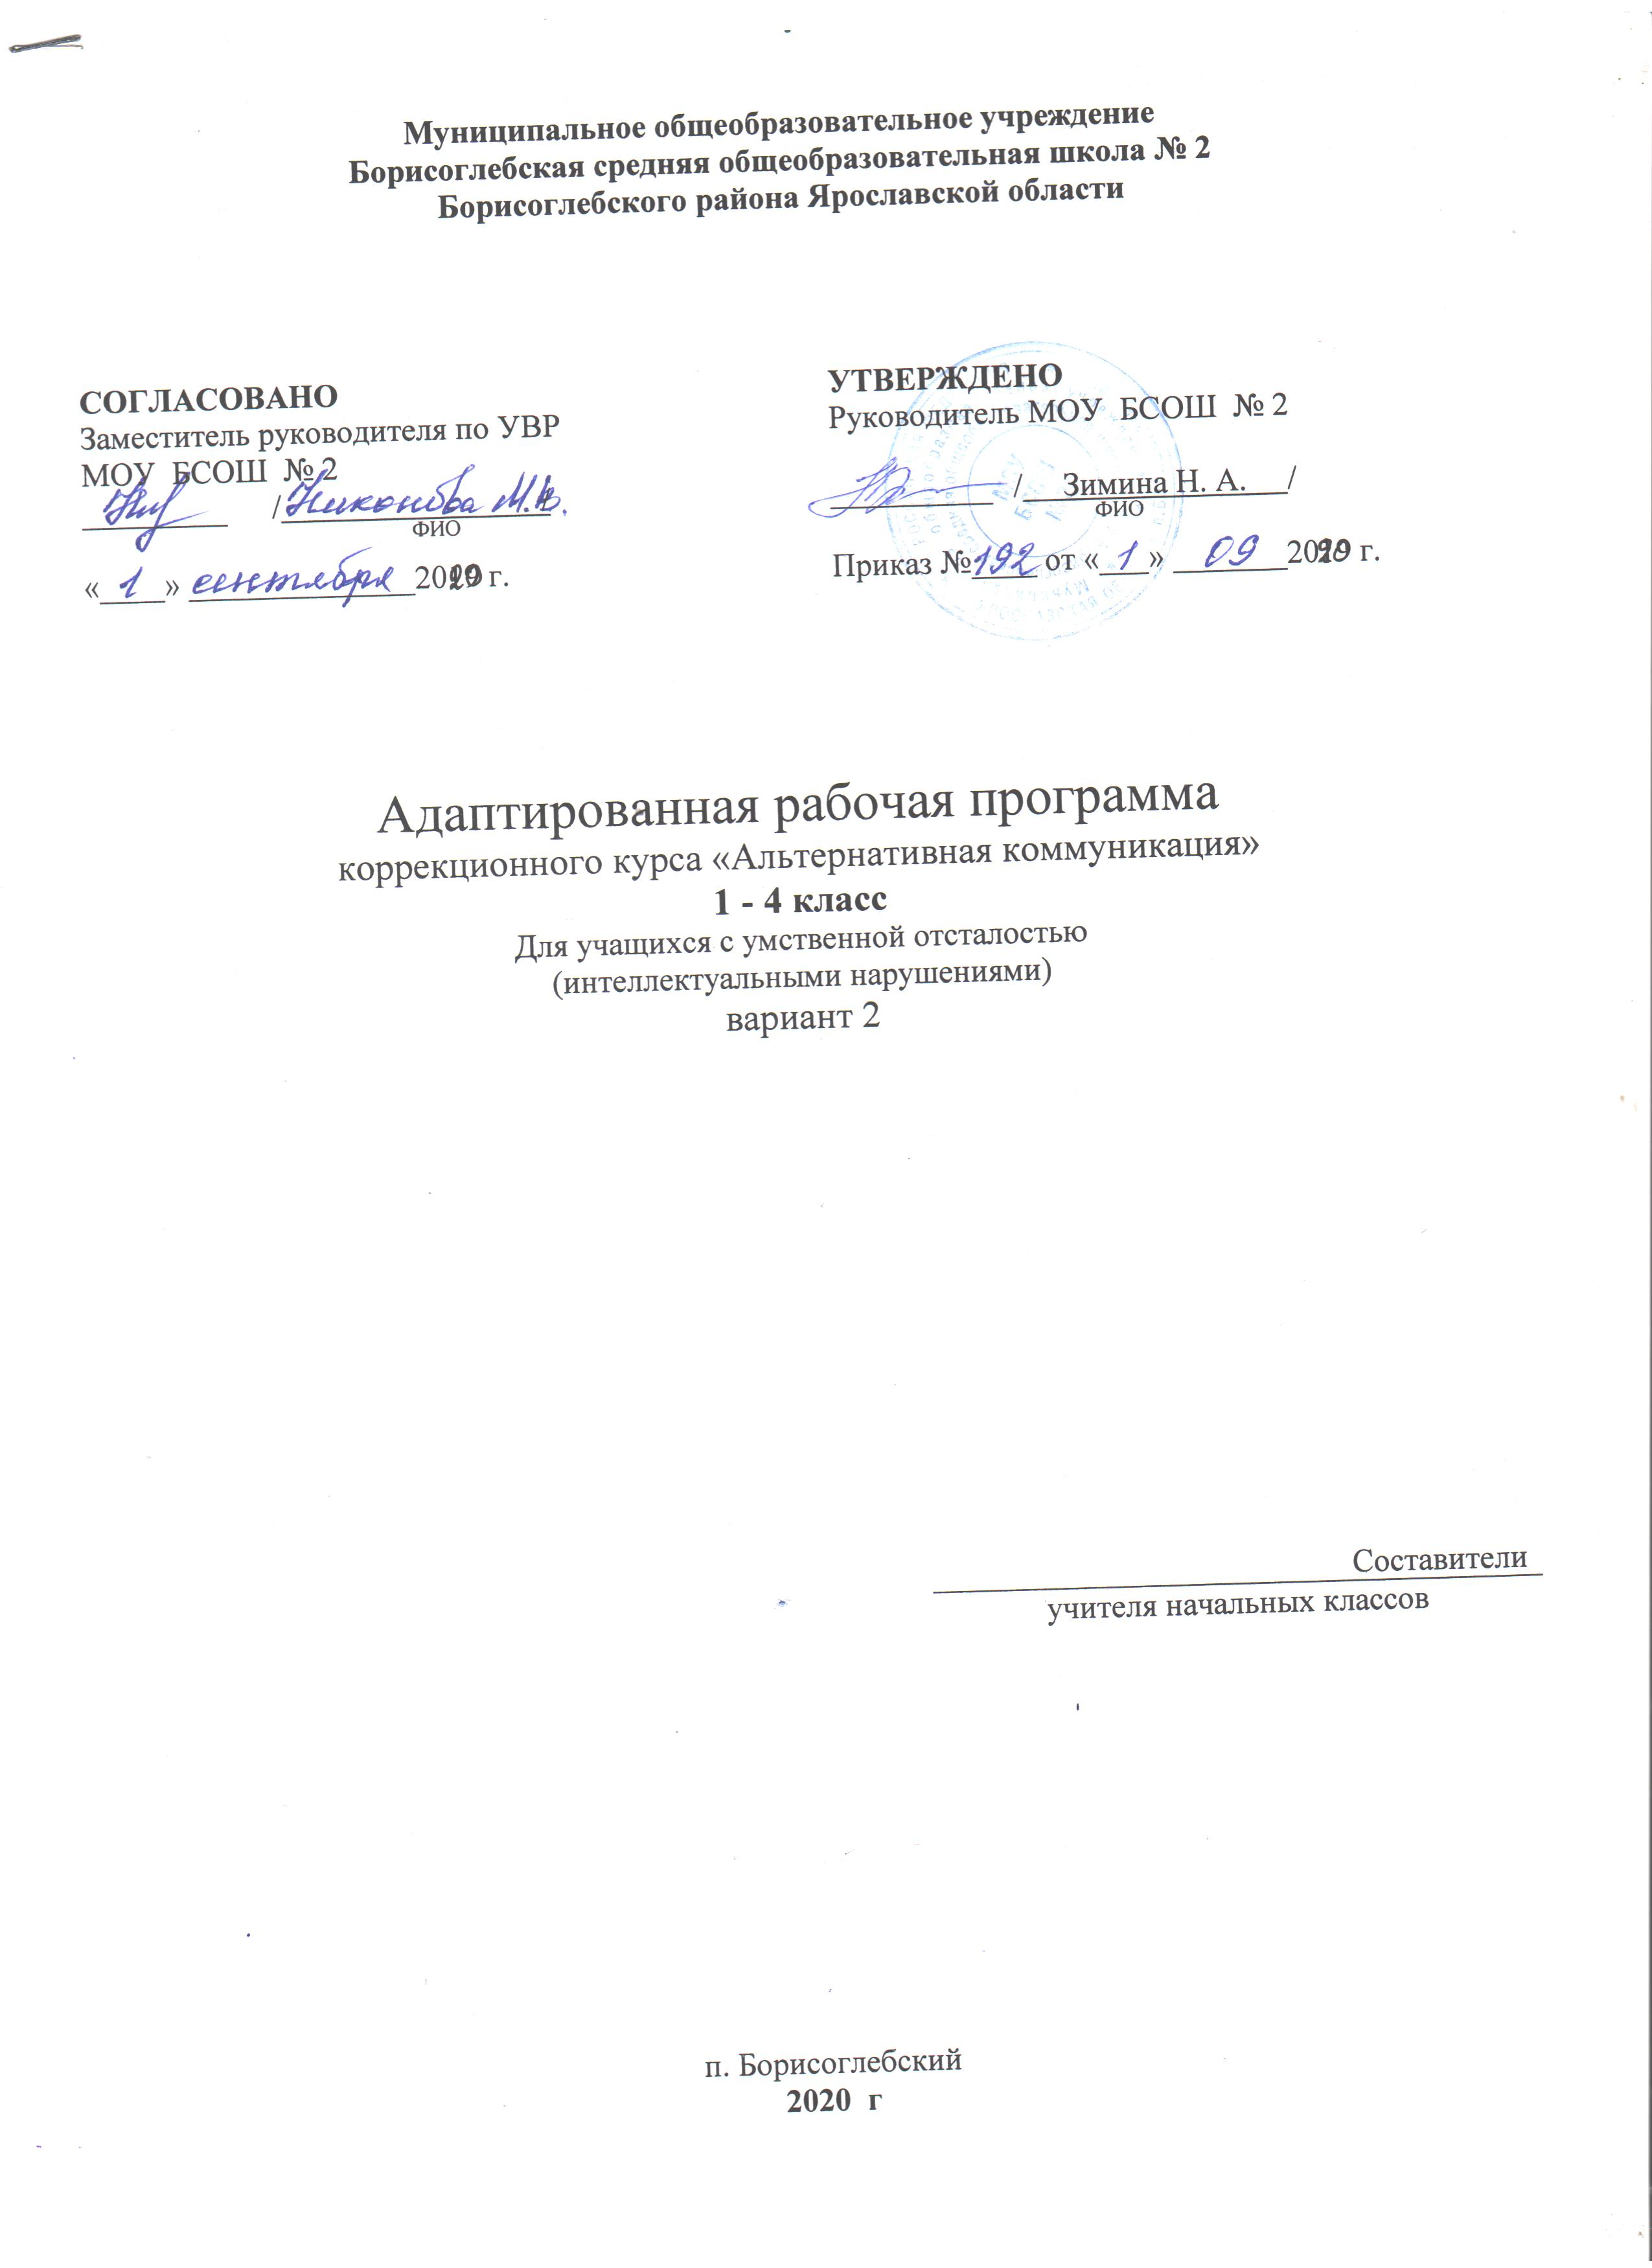 Муниципальное общеобразовательное учреждение
Борисоглебская средняя общеобразовательная школа № 2
Борисоглебского района Ярославской области
СОГЛАСОВАНО
Заместитель руководителя по УВР
МОУ БСОШ № 2
/Никонова М.В.
ФИО
«1» сентября 2020 г.
УТВЕРЖДЕНО
Руководитель МОУ БСОШ № 2
/ Зимина Н. А. /
ФИО
Приказ № 192 от «1» 09 2020 г.
Адаптированная рабочая программа
коррекционного курса «Альтернативная коммуникация»
1 - 4 класс
Для учащихся с умственной отсталостью
(интеллектуальными нарушениями)
вариант 2
Составители
учителя начальных классов
п. Борисоглебский
2020 г